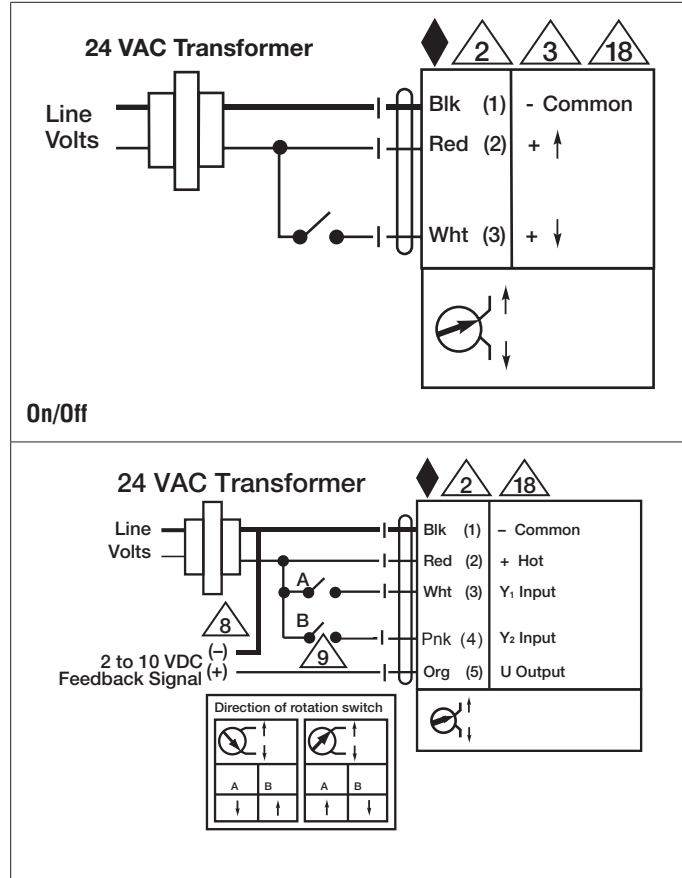 24 VAC Transformer
2 3 18
Line
Volts
Blk (1) - Common
Red (2) +
Wht (3) +
On/Off
24 VAC Transformer
2 18
Line
Volts
Blk (1) – Common
Red (2) + Hot
A
Wht (3) Y₁ Input
B
8
9
Pnk (4) Y₂ Input
2 to 10 VDC (–)
Feedback Signal (+)
Org (5) U Output
Direction of rotation switch
A B A B